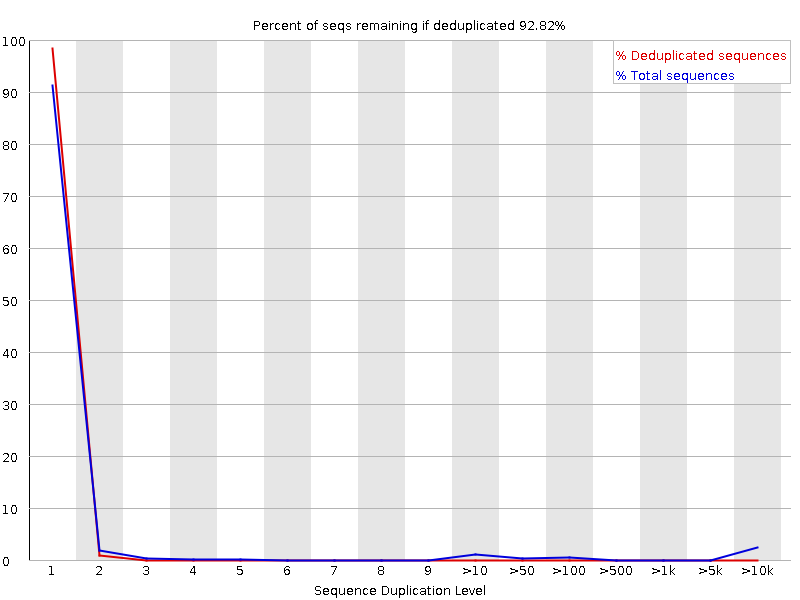 Percent of seqs remaining if deduplicated 92.82%
% Deduplicated sequences
% Total sequences
100
90
80
70
60
50
40
30
20
10
0
1 2 3 4 5 6 7 8 9 >10 >50 >100 >500 >1k >5k >10k
Sequence Duplication Level